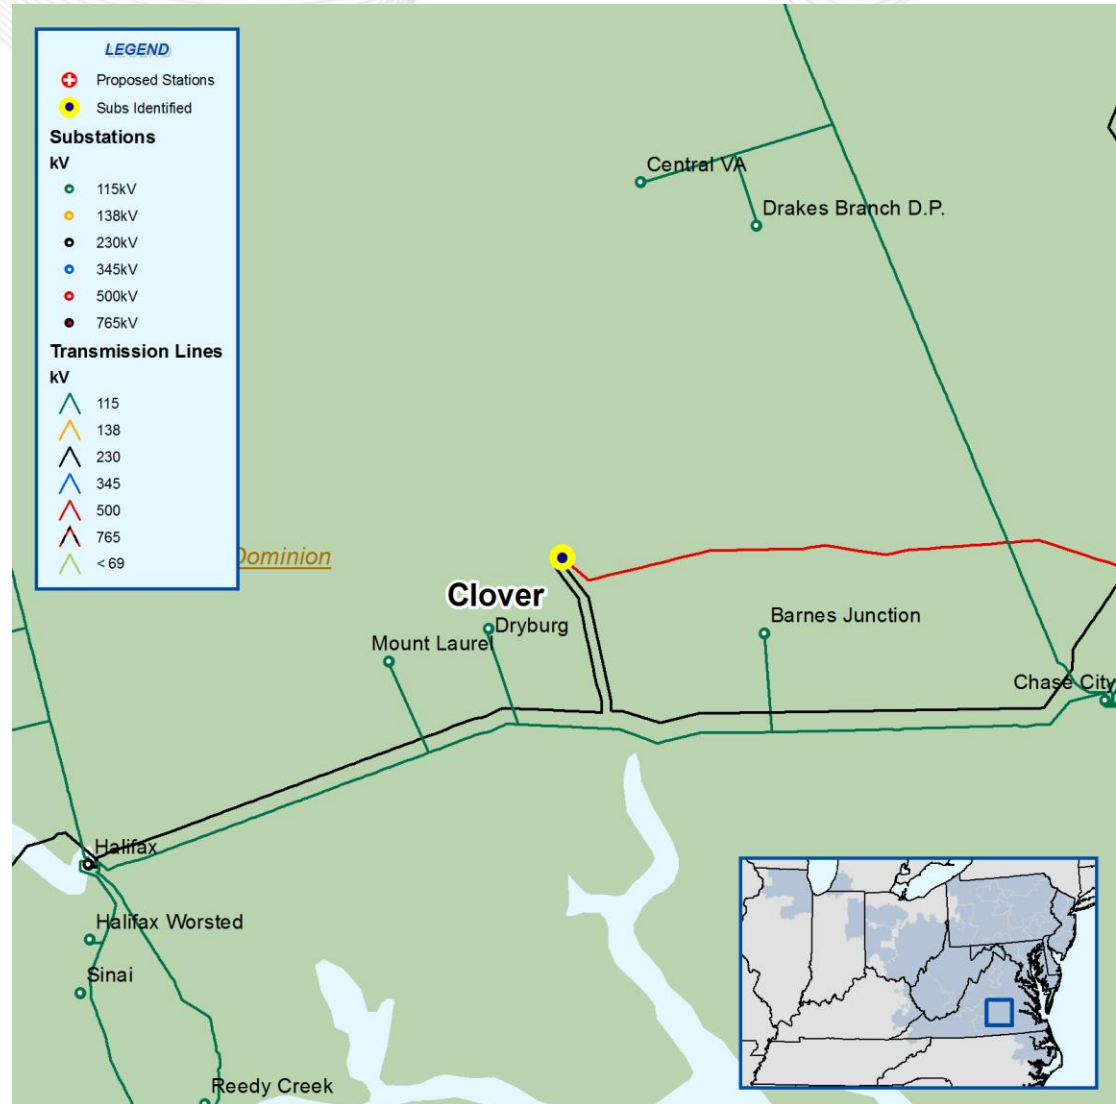 LEGEND
Proposed Stations
Subs Identified
Substations
kV
115kV
138kV
230kV
345kV
500kV
765kV
Transmission Lines
kV
115
138
230
345
500
765
< 69
Central VA
Drakes Branch D.P.
Dominion
Clover
Dryburg
Mount Laurel
Barnes Junction
Chase City
Halifax
Halifax Worsted
Sinai
Reedy Creek